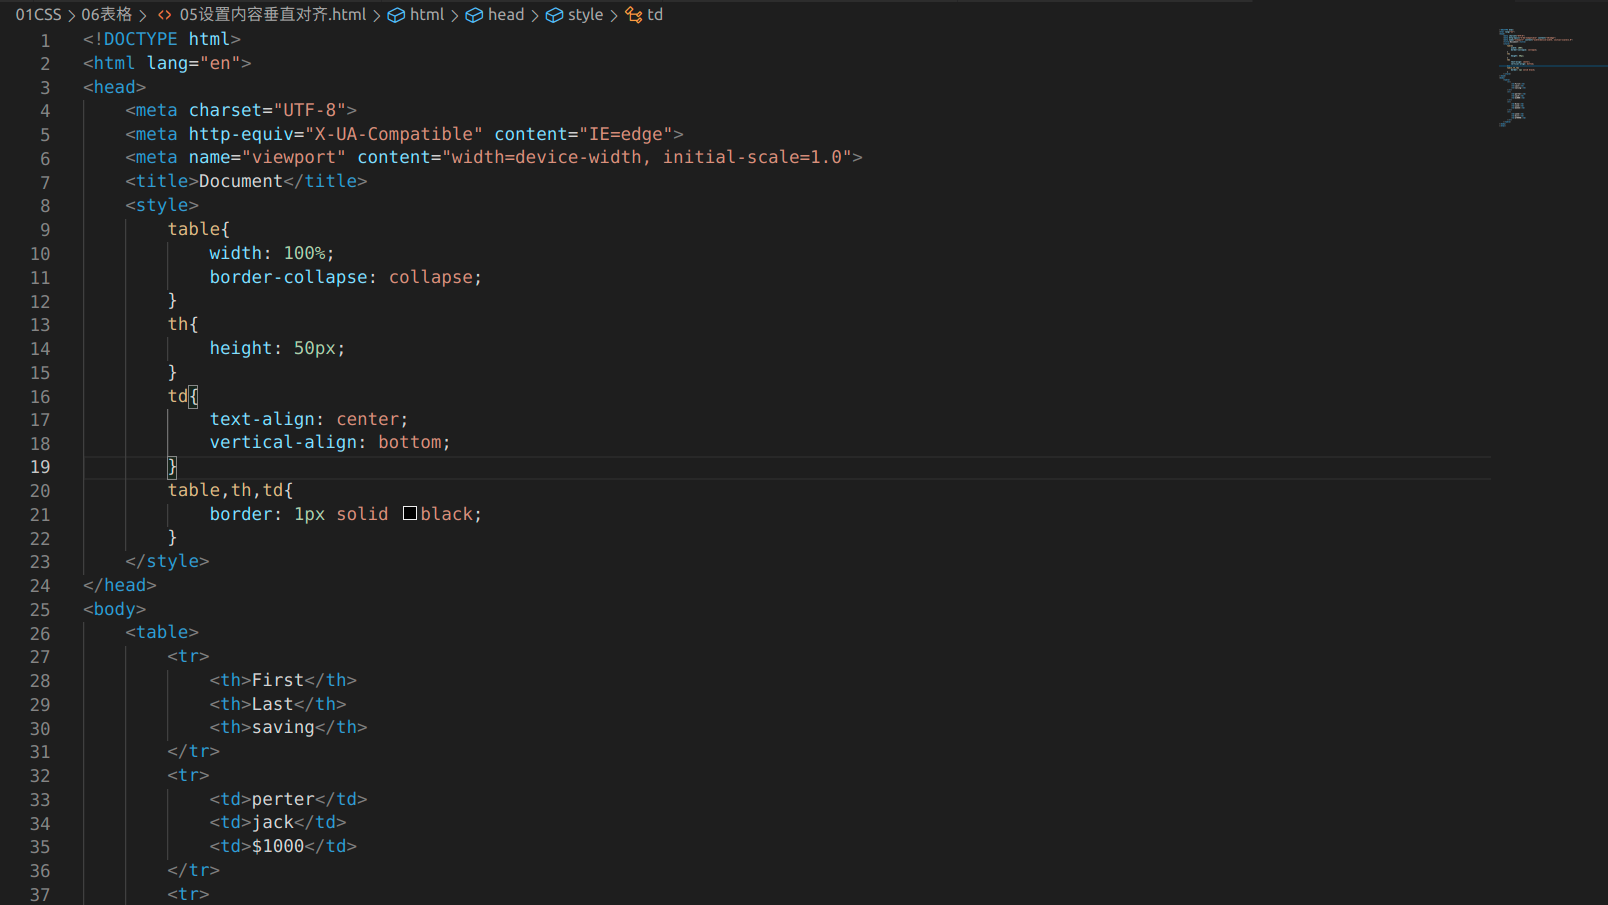 01CSS > 06表格 > <> 05设置内容垂直对齐.html > html > head > style > td
1 <!DOCTYPE html>
2 <html lang="en">
3 <head>
4     <meta charset="UTF-8">
5     <meta http-equiv="X-UA-Compatible" content="IE=edge">
6     <meta name="viewport" content="width=device-width, initial-scale=1.0">
7     <title>Document</title>
8     <style>
9         table{
10             width: 100%;
11             border-collapse: collapse;
12         }
13         th{
14             height: 50px;
15         }
16         td{
17             text-align: center;
18             vertical-align: bottom;
19         }
20         table,th,td{
21             border: 1px solid black;
22         }
23     </style>
24 </head>
25 <body>
26     <table>
27         <tr>
28             <th>First</th>
29             <th>Last</th>
30             <th>saving</th>
31         </tr>
32         <tr>
33             <td>perter</td>
34             <td>jack</td>
35             <td>$1000</td>
36         </tr>
37         <tr>